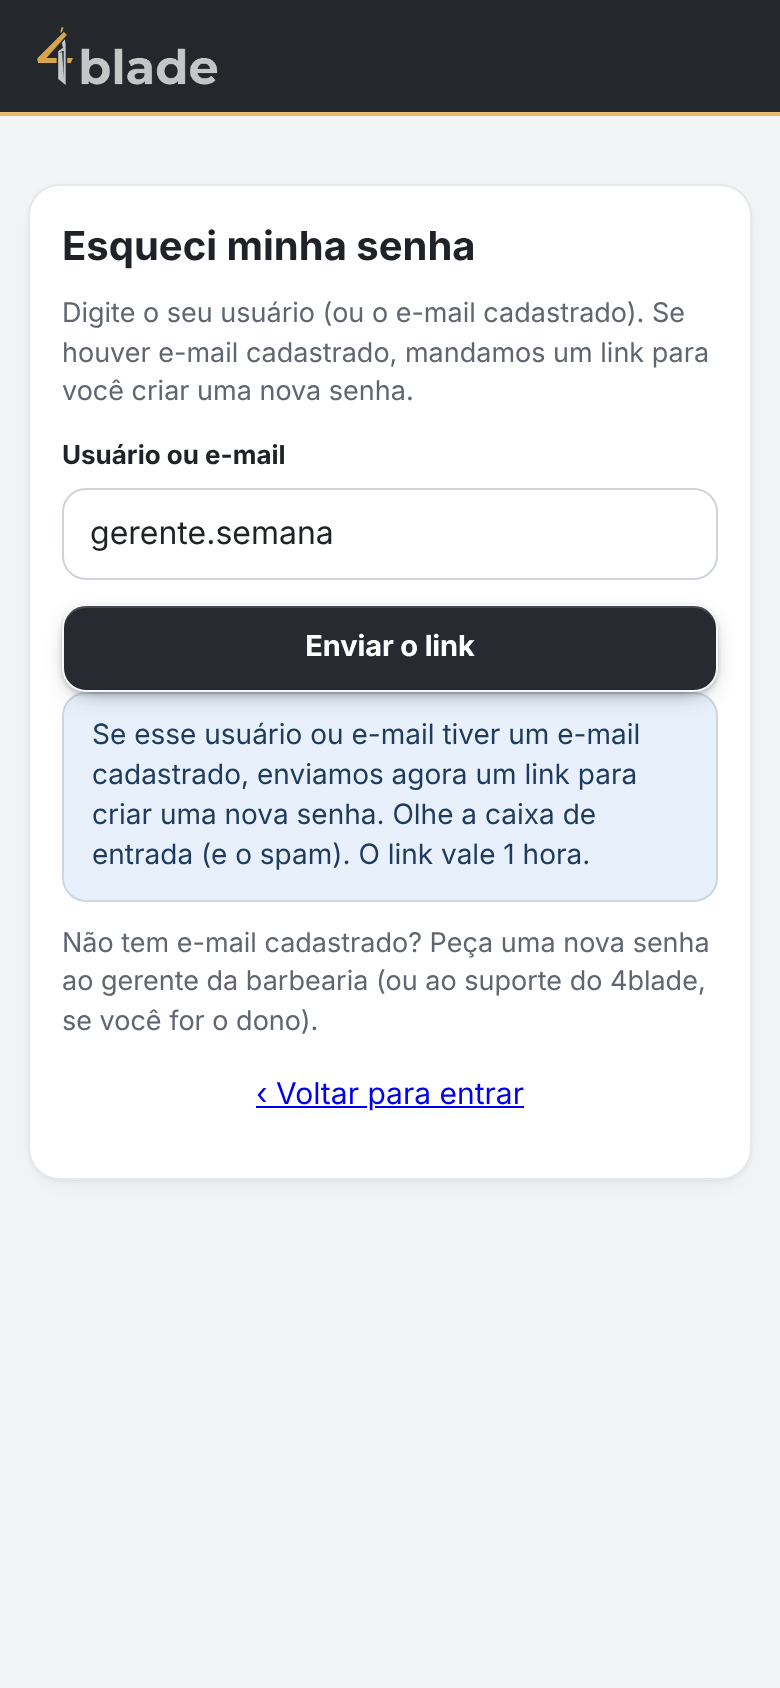 4blade
Esqueci minha senha
Digite o seu usuário (ou o e-mail cadastrado). Se
houver e-mail cadastrado, mandamos um link para
você criar uma nova senha.
Usuário ou e-mail
gerente.semana
Enviar o link
Se esse usuário ou e-mail tiver um e-mail
cadastrado, enviamos agora um link para
criar uma nova senha. Olhe a caixa de
entrada (e o spam). O link vale 1 hora.
Não tem e-mail cadastrado? Peça uma nova senha
ao gerente da barbearia (ou ao suporte do 4blade,
se você for o dono).
‹ Voltar para entrar